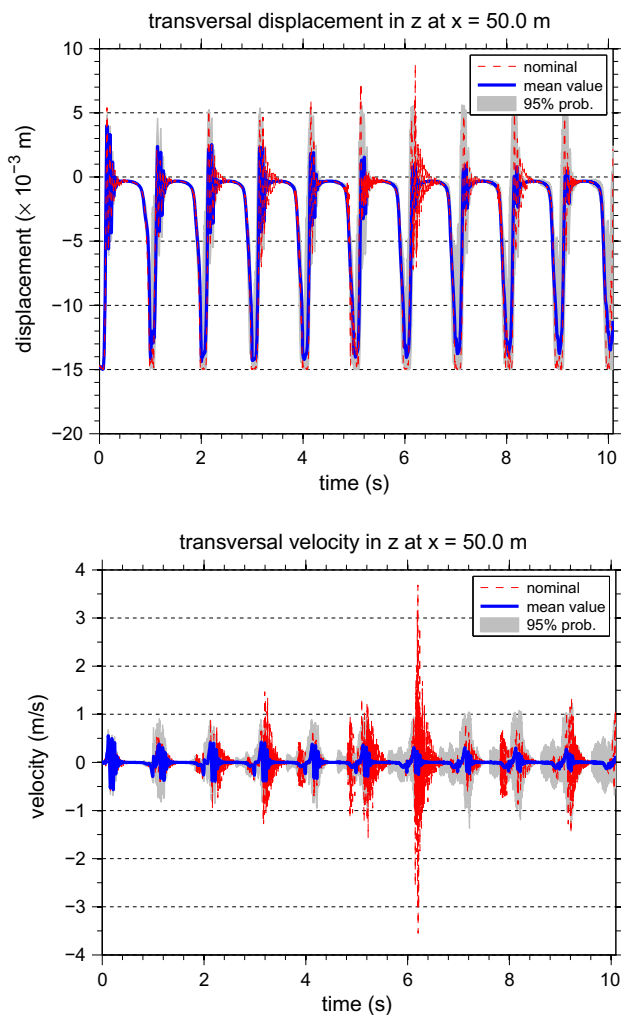 transversal displacement in z at x = 50.0 m
10
5
0
−5
−10
−15
−20
displacement (× 10⁻³ m)
nominal
mean value
95% prob.
0 2 4 6 8 10
time (s)
transversal velocity in z at x = 50.0 m
4
3
2
1
0
−1
−2
−3
−4
velocity (m/s)
nominal
mean value
95% prob.
0 2 4 6 8 10
time (s)